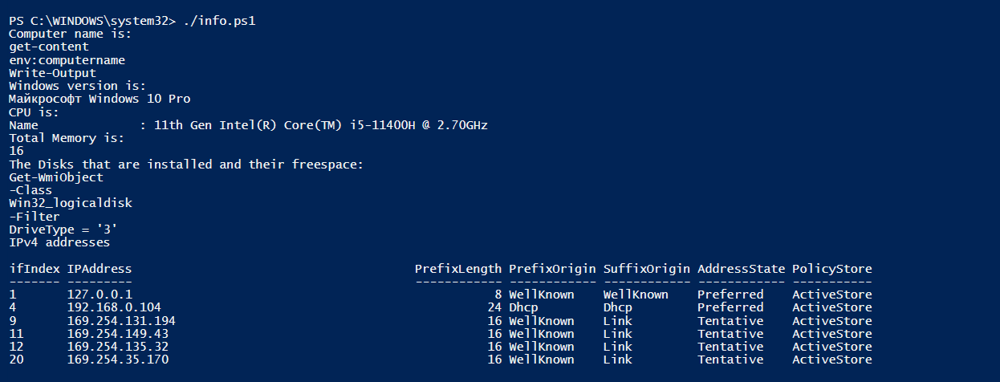 PS C:\WINDOWS\system32> ./info.ps1
Computer name is:
get-content
env:computername
Write-Output
Windows version is:
Майкрософт Windows 10 Pro
CPU is:
Name              : 11th Gen Intel(R) Core(TM) i5-11400H @ 2.70GHz
Total Memory is:
16
The Disks that are installed and their freespace:
Get-WmiObject
-Class
Win32_logicaldisk
-Filter
DriveType = '3'
IPv4 addresses
ifIndex IPAddress                                       PrefixLength PrefixOrigin SuffixOrigin AddressState PolicyStore
------- ---------                                       ------------ ------------ ------------ ------------ -----------
1       127.0.0.1                                                  8 WellKnown    WellKnown    Preferred    ActiveStore
4       192.168.0.104                                             24 Dhcp         Dhcp         Preferred    ActiveStore
9       169.254.131.194                                           16 WellKnown    Link         Tentative    ActiveStore
11      169.254.149.43                                            16 WellKnown    Link         Tentative    ActiveStore
12      169.254.135.32                                            16 WellKnown    Link         Tentative    ActiveStore
20      169.254.35.170                                            16 WellKnown    Link         Tentative    ActiveStore